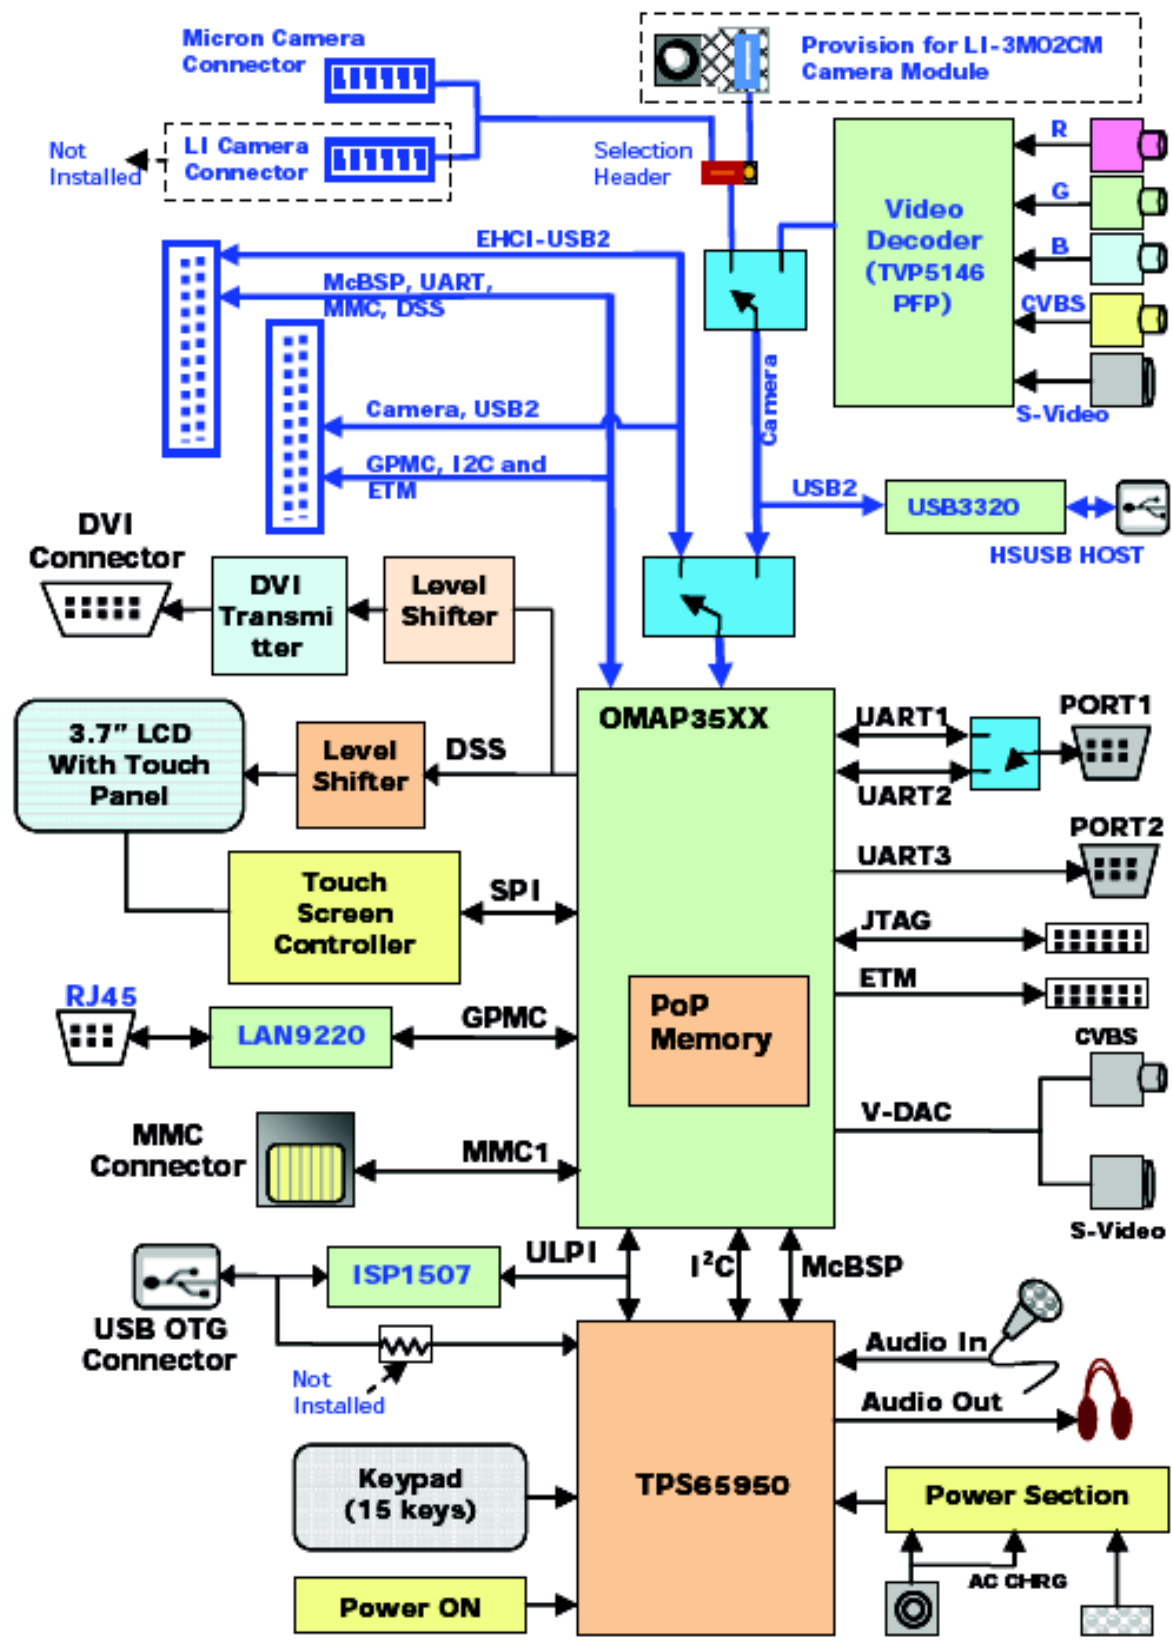 Micron Camera
Connector
Provision for LI-3M02CM
Camera Module
Not
Installed
LI Camera
Connector
Selection
Header
R
G
B
CVBS
S-Video
Video
Decoder
(TVP5146
PFP)
EHCI-USB2
McBSP, UART,
MMC, DSS
Camera, USB2
GPMC, I2C and
ETM
Camera
USB2
USB3320
HSUSB HOST
DVI
Connector
DVI
Transmi
tter
Level
Shifter
OMAP35XX
3.7" LCD
With Touch
Panel
Level
Shifter
DSS
UART1
UART2
PORT1
PORT2
UART3
Touch
Screen
Controller
SPI
JTAG
ETM
RJ45
LAN9220
GPMC
PoP
Memory
CVBS
V-DAC
S-Video
MMC
Connector
MMC1
ULPI
I²C
McBSP
ISP1507
USB OTG
Connector
Not
Installed
Audio In
Audio Out
Keypad
(15 keys)
TPS65950
Power Section
AC CHRG
Power ON